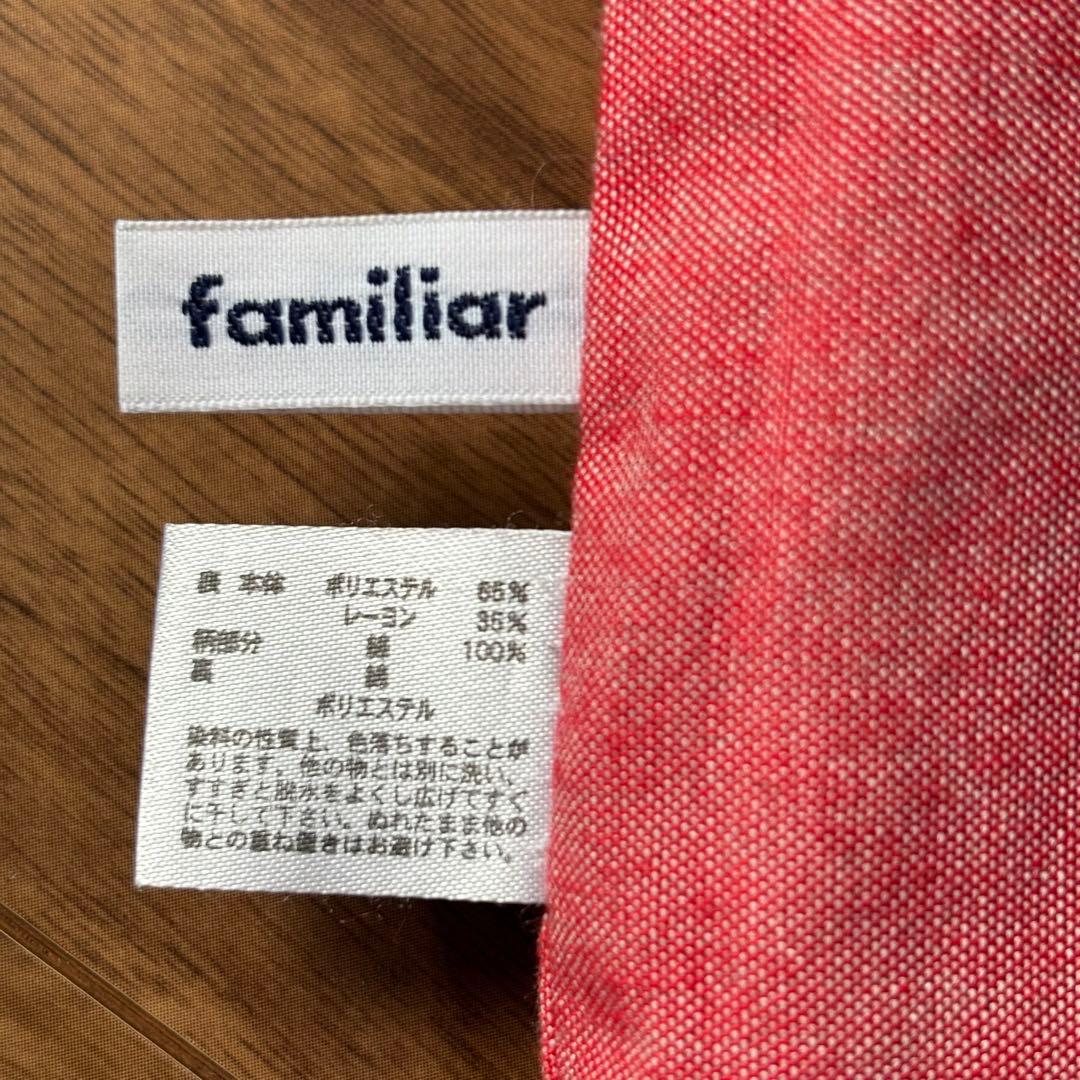 familiar
表 本体 ポリエステル 65%
レーヨン 35%
柄部分 綿 100%
裏 綿
ポリエステル
染料の性質上、色落ちすることが
あります。他の物とは別に洗い、
すすぎと脱水をよくし広げてすぐ
に干して下さい。ぬれたまま他の
物との重ね置きはお避け下さい。